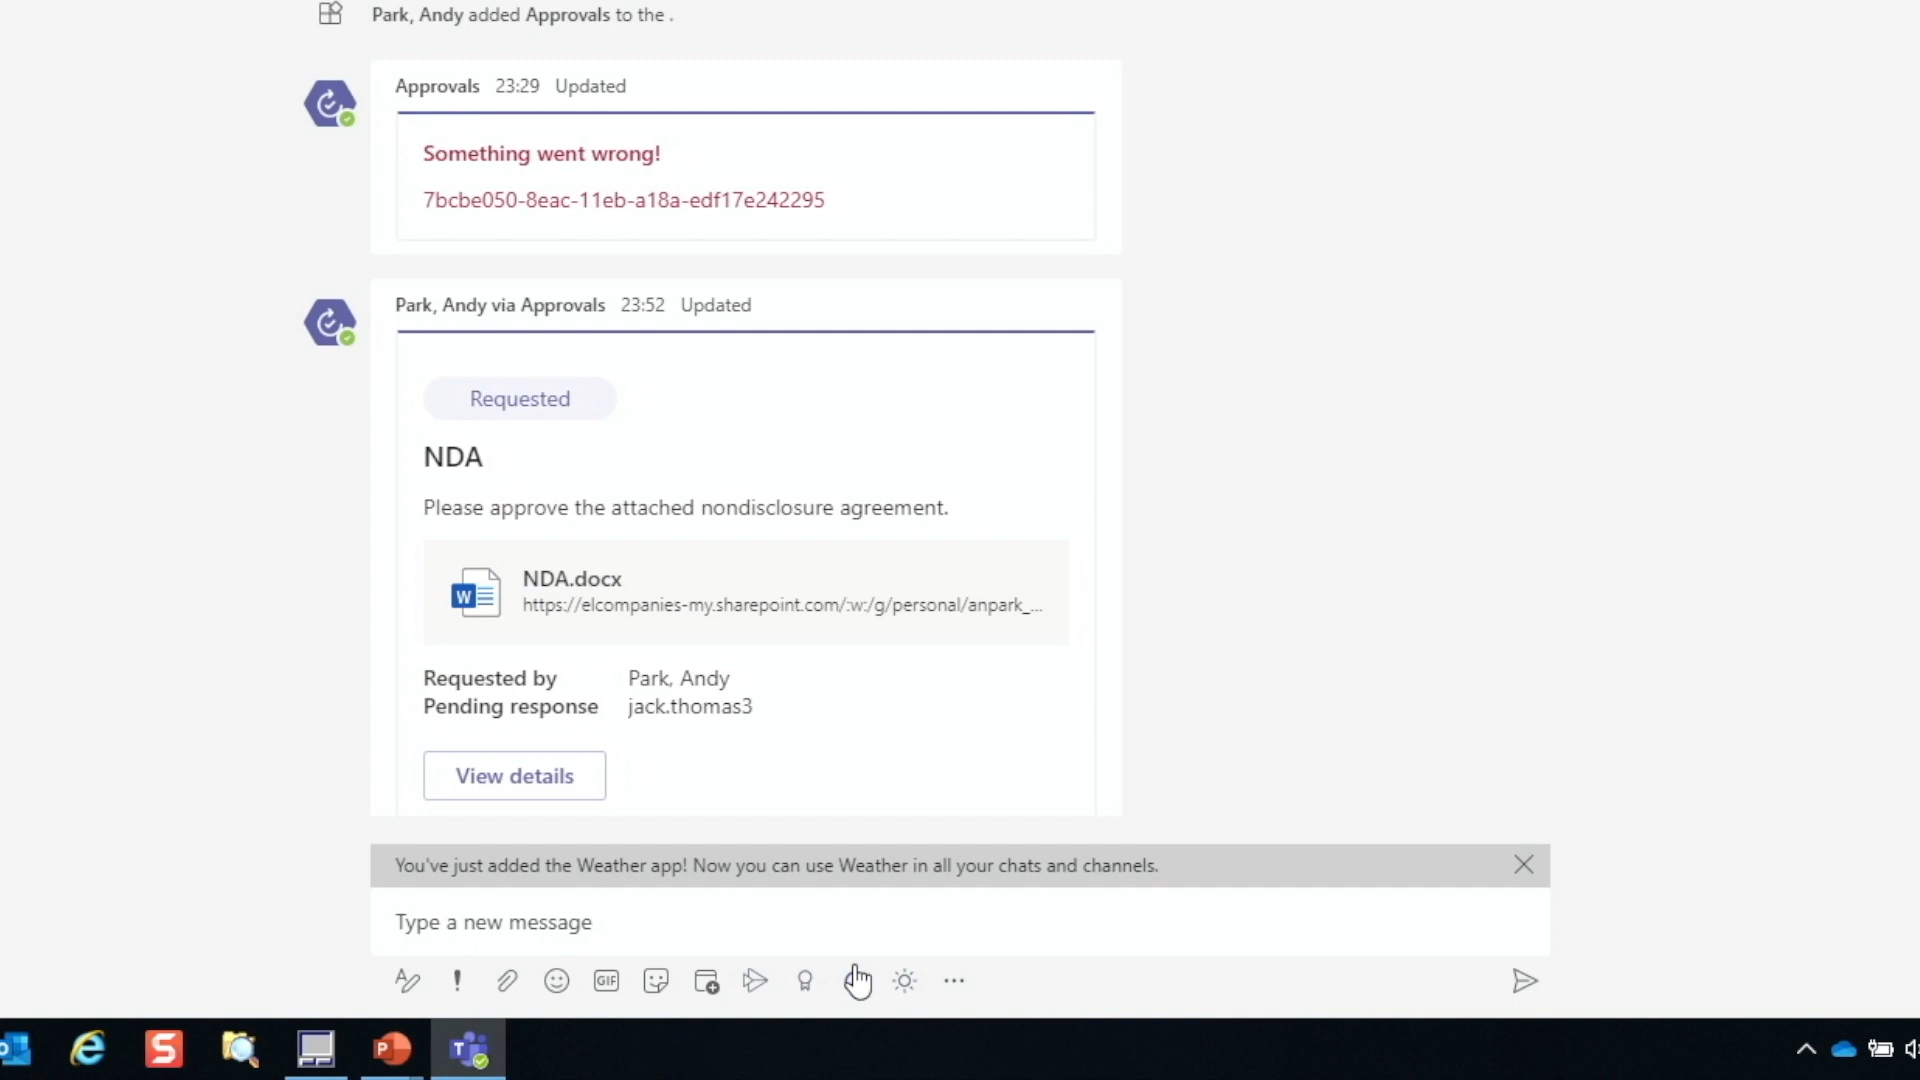 Park, Andy added Approvals to the .
Approvals 23:29 Updated
Something went wrong!
7bcbe050-8eac-11eb-a18a-edf17e242295
Park, Andy via Approvals 23:52 Updated
Requested
NDA
Please approve the attached nondisclosure agreement.
W
NDA.docx
https://elcompanies-my.sharepoint.com/:w:/g/personal/anpark_...
Requested by Park, Andy
Pending response jack.thomas3
View details
You've just added the Weather app! Now you can use Weather in all your chats and channels.
Type a new message
GIF
S
P
T